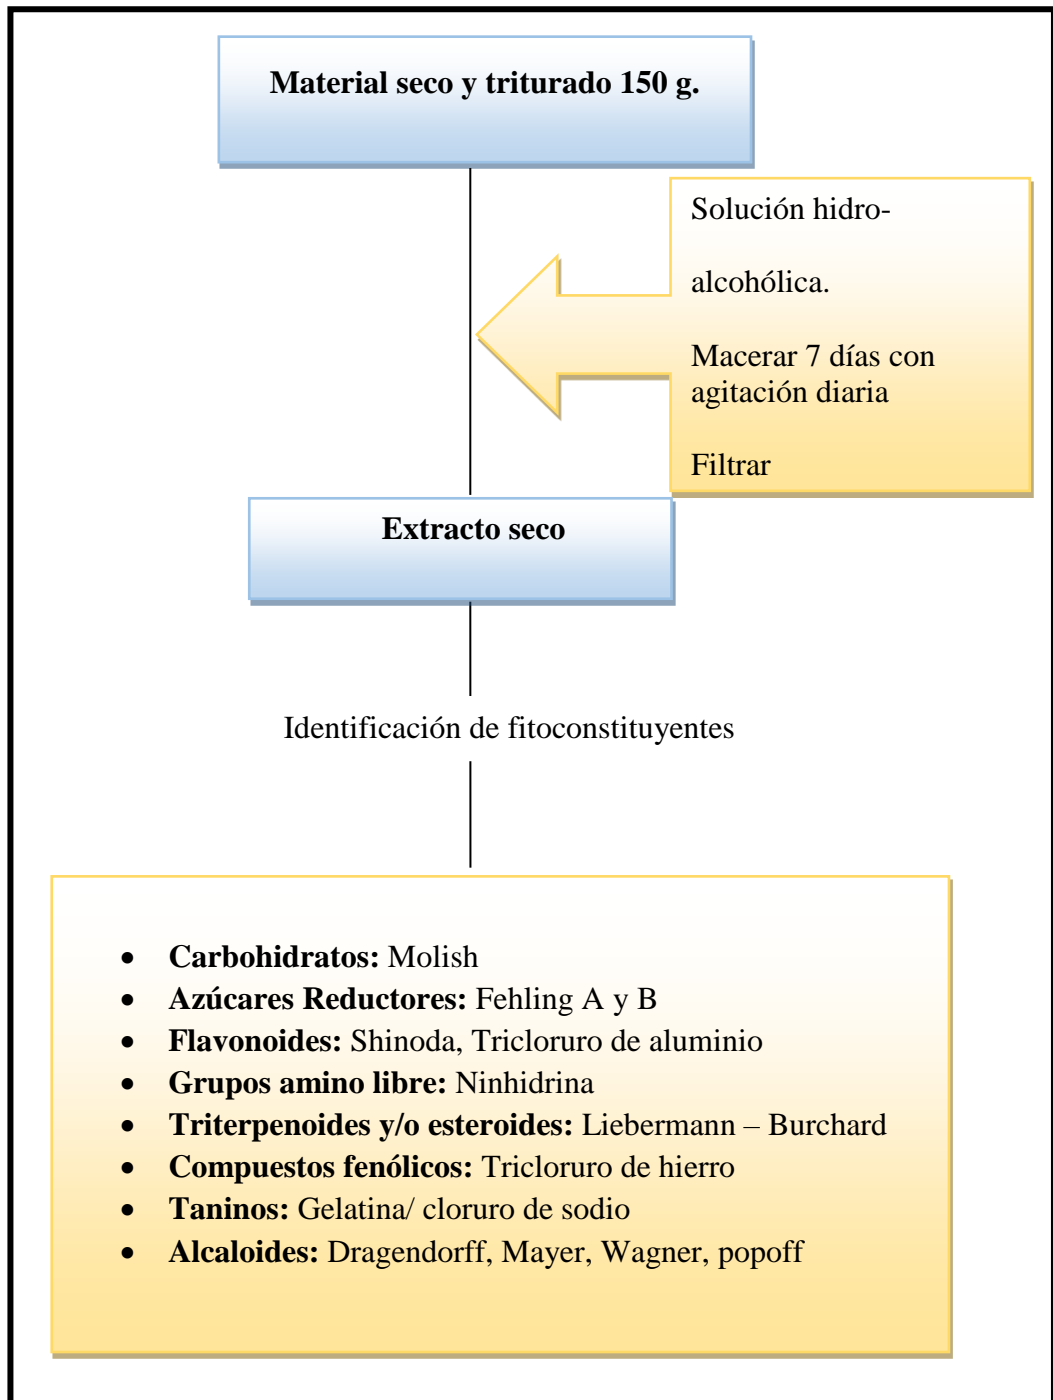 Material seco y triturado 150 g.
Solución hidro-
alcohólica.
Macerar 7 días con
agitación diaria
Filtrar
Extracto seco
Identificación de fitoconstituyentes
• Carbohidratos: Molish
• Azúcares Reductores: Fehling A y B
• Flavonoides: Shinoda, Tricloruro de aluminio
• Grupos amino libre: Ninhidrina
• Triterpenoides y/o esteroides: Liebermann – Burchard
• Compuestos fenólicos: Tricloruro de hierro
• Taninos: Gelatina/ cloruro de sodio
• Alcaloides: Dragendorff, Mayer, Wagner, popoff